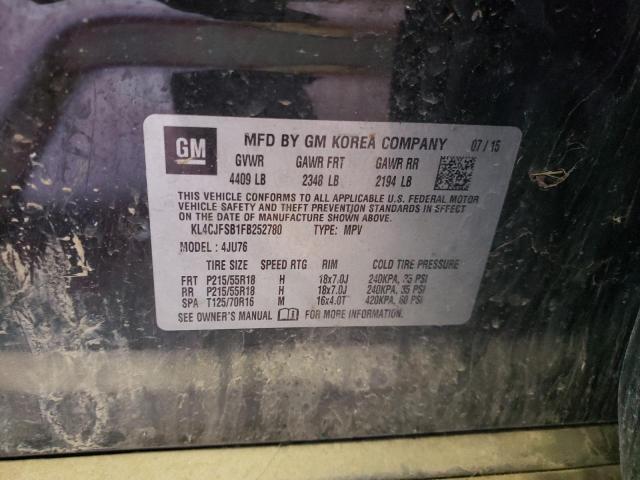 GM MFD BY GM KOREA COMPANY 07 / 15
GVWR GAWR FRT GAWR RR
4409 LB 2348 LB 2194 LB
THIS VEHICLE CONFORMS TO ALL APPLICABLE U.S. FEDERAL MOTOR
VEHICLE SAFETY AND THEFT PREVENTION STANDARDS IN EFFECT
ON THE DATE OF MANUFACTURE SHOWN ABOVE.
KL4CJFSB1FB252780 TYPE: MPV
MODEL : 4JU76
TIRE SIZE SPEED RTG RIM COLD TIRE PRESSURE
FRT P215/55R18 H 18x7.0J 240KPA, 35 PSI
RR P215/55R18 H 18x7.0J 240KPA, 35 PSI
SPA T125/70R16 M 16x4.0T 420KPA, 60 PSI
SEE OWNER'S MANUAL FOR MORE INFORMATION.